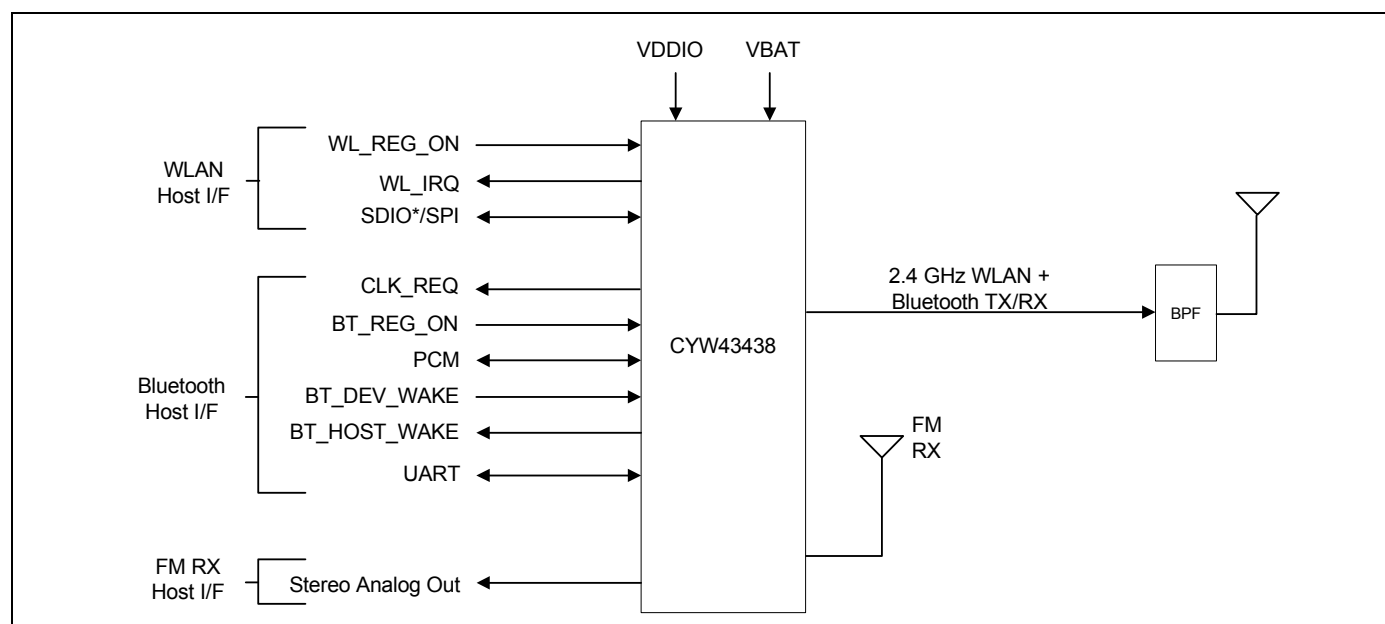 VDDIO
VBAT
WLAN
Host I/F
WL_REG_ON
WL_IRQ
SDIO*/SPI
Bluetooth
Host I/F
CLK_REQ
BT_REG_ON
PCM
BT_DEV_WAKE
BT_HOST_WAKE
UART
FM RX
Host I/F
Stereo Analog Out
CYW43438
2.4 GHz WLAN +
Bluetooth TX/RX
BPF
FM
RX